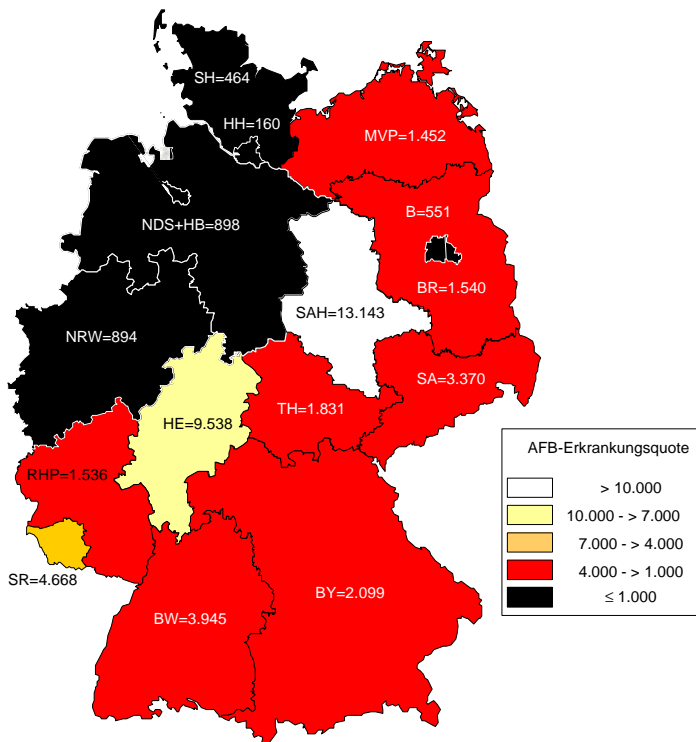 SH=464
HH=160
MVP=1.452
B=551
NDS+HB=898
BR=1.540
SAH=13.143
NRW=894
SA=3.370
TH=1.831
HE=9.538
RHP=1.536
SR=4.668
BW=3.945
BY=2.099
AFB-Erkrankungsquote
> 10.000
10.000 - > 7.000
7.000 - > 4.000
4.000 - > 1.000
≤ 1.000